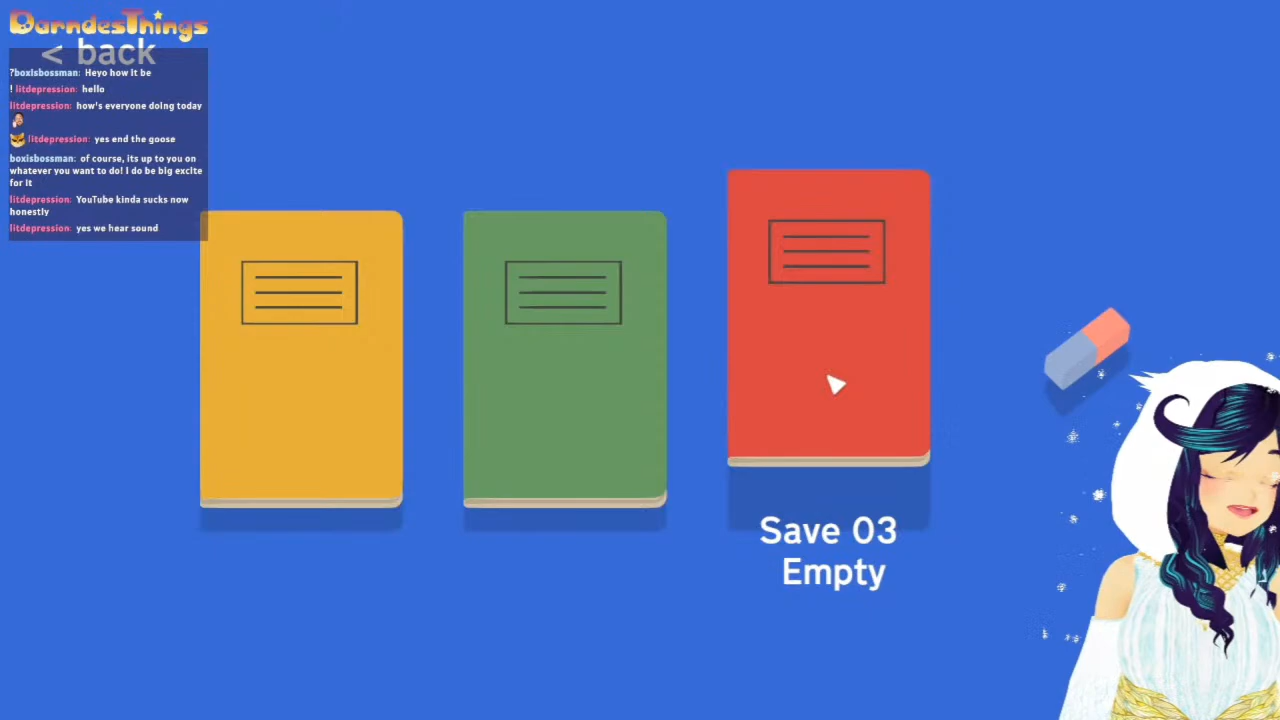 BarndesThings
< back
?boxisbossman: Heyo how it be
! litdepression: hello
litdepression: how's everyone doing today
litdepression: yes end the goose
boxisbossman: of course, its up to you on
whatever you want to do! I do be big excite
for it
litdepression: YouTube kinda sucks now
honestly
litdepression: yes we hear sound
Save 03
Empty